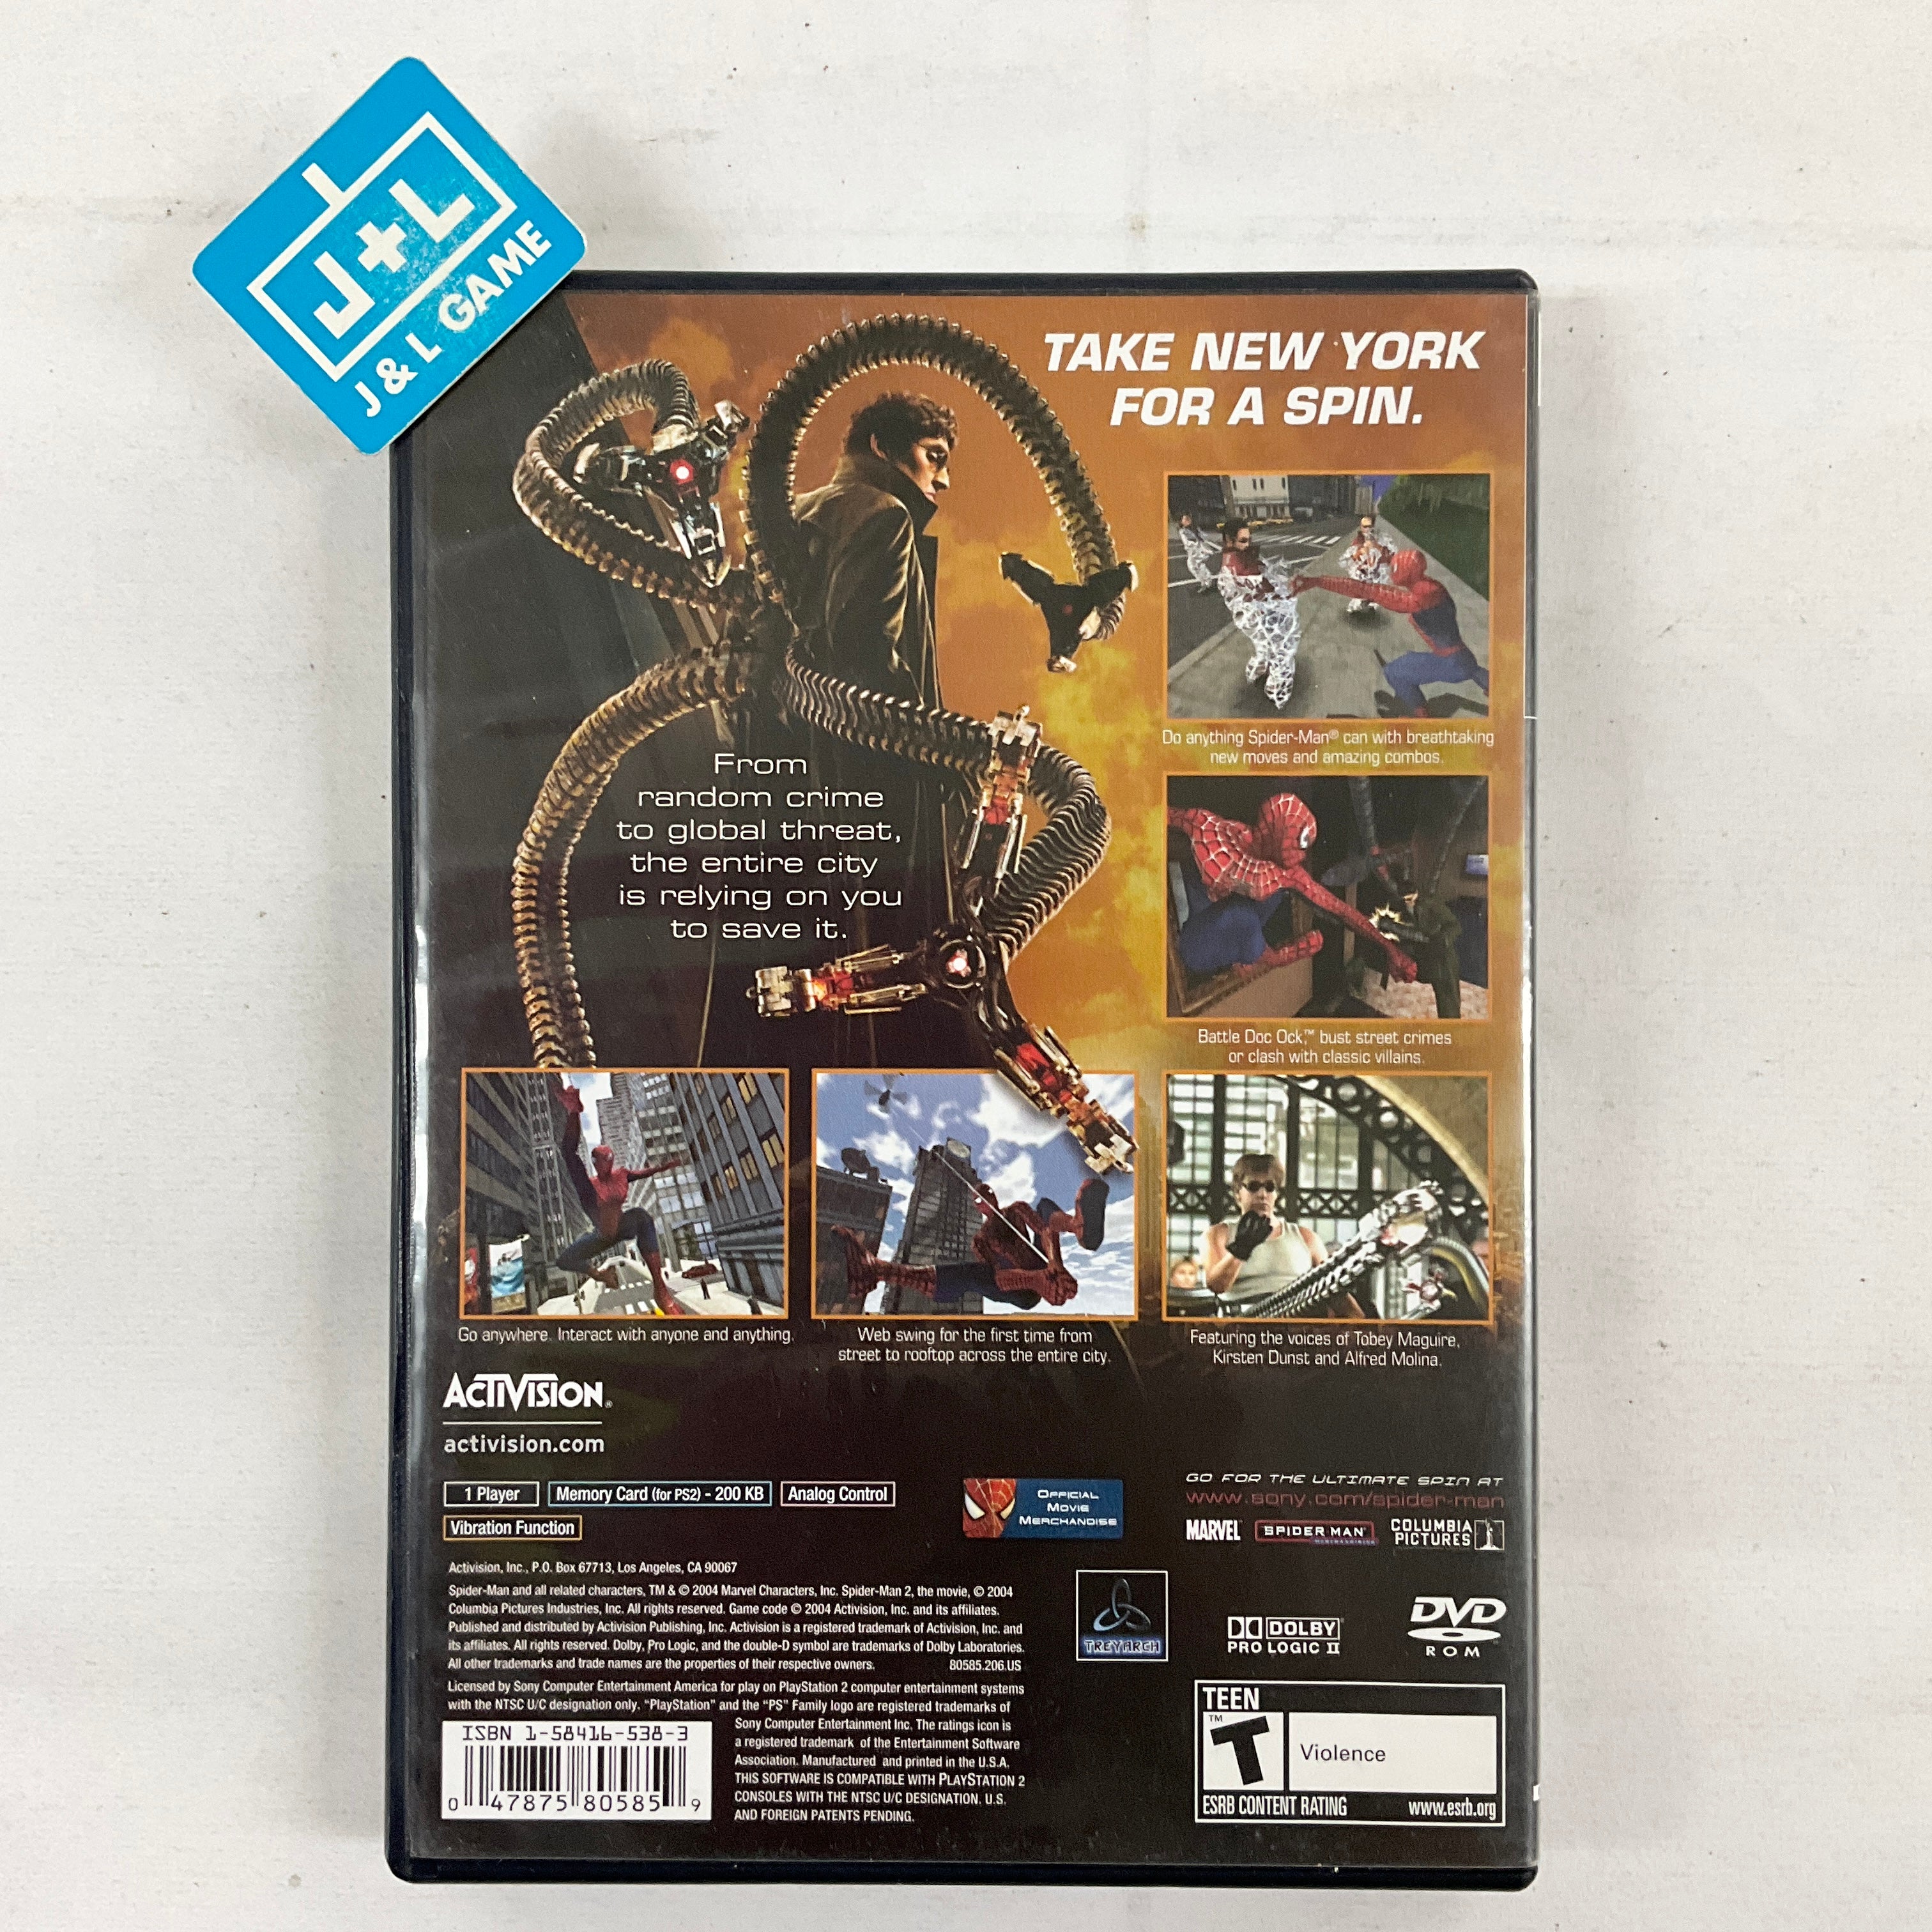 J+L
J & L GAME
TAKE NEW YORK
FOR A SPIN.
Do anything Spider-Man® can with breathtaking
new moves and amazing combos.
From
random crime
to global threat,
the entire city
is relying on you
to save it.
Battle Doc Ock,™ bust street crimes
or clash with classic villains.
Go anywhere. Interact with anyone and anything.
Web swing for the first time from
street to rooftop across the entire city.
Featuring the voices of Tobey Maguire,
Kirsten Dunst and Alfred Molina.
ACTIVISION®
activision.com
1 Player
Memory Card (for PS2) - 200 KB
Analog Control
Vibration Function
OFFICIAL
MOVIE
MERCHANDISE
GO FOR THE ULTIMATE SPIN AT
www.sony.com/spider-man
MARVEL
SPIDER-MAN
MERCHANDISING
COLUMBIA
PICTURES
Activision, Inc., P.O. Box 67713, Los Angeles, CA 90067
Spider-Man and all related characters, TM & © 2004 Marvel Characters, Inc. Spider-Man 2, the movie, © 2004
Columbia Pictures Industries, Inc. All rights reserved. Game code © 2004 Activision, Inc. and its affiliates.
Published and distributed by Activision Publishing, Inc. Activision is a registered trademark of Activision, Inc. and
its affiliates. All rights reserved. Dolby, Pro Logic, and the double-D symbol are trademarks of Dolby Laboratories.
All other trademarks and trade names are the properties of their respective owners. 80585.206.US
Licensed by Sony Computer Entertainment America for play on PlayStation 2 computer entertainment systems
with the NTSC U/C designation only. "PlayStation" and the "PS" Family logo are registered trademarks of
Sony Computer Entertainment Inc. The ratings icon is
a registered trademark of the Entertainment Software
Association. Manufactured and printed in the U.S.A.
THIS SOFTWARE IS COMPATIBLE WITH PLAYSTATION 2
CONSOLES WITH THE NTSC U/C DESIGNATION. U.S.
AND FOREIGN PATENTS PENDING.
ISBN 1-58416-538-3
0 47875 80585 9
TREYARCH
DOLBY
PRO LOGIC II
DVD
ROM
TEEN
T
™
Violence
ESRB CONTENT RATING www.esrb.org